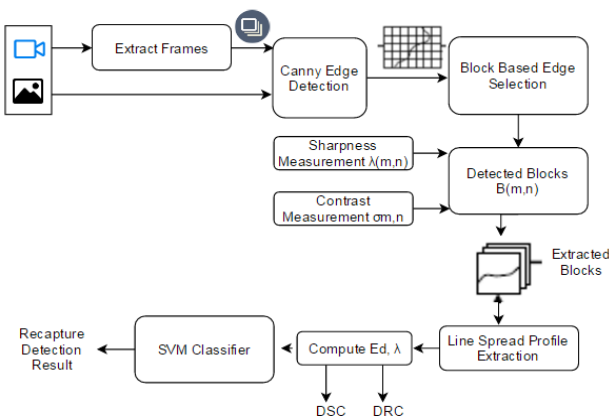 Extract Frames
Canny Edge
Detection
Block Based Edge
Selection
Sharpness
Measurement λ(m,n)
Contrast
Measurement σm,n
Detected Blocks
B(m,n)
Extracted
Blocks
Line Spread Profile
Extraction
Compute Ed, λ
SVM Classifier
Recapture
Detection
Result
DSC
DRC